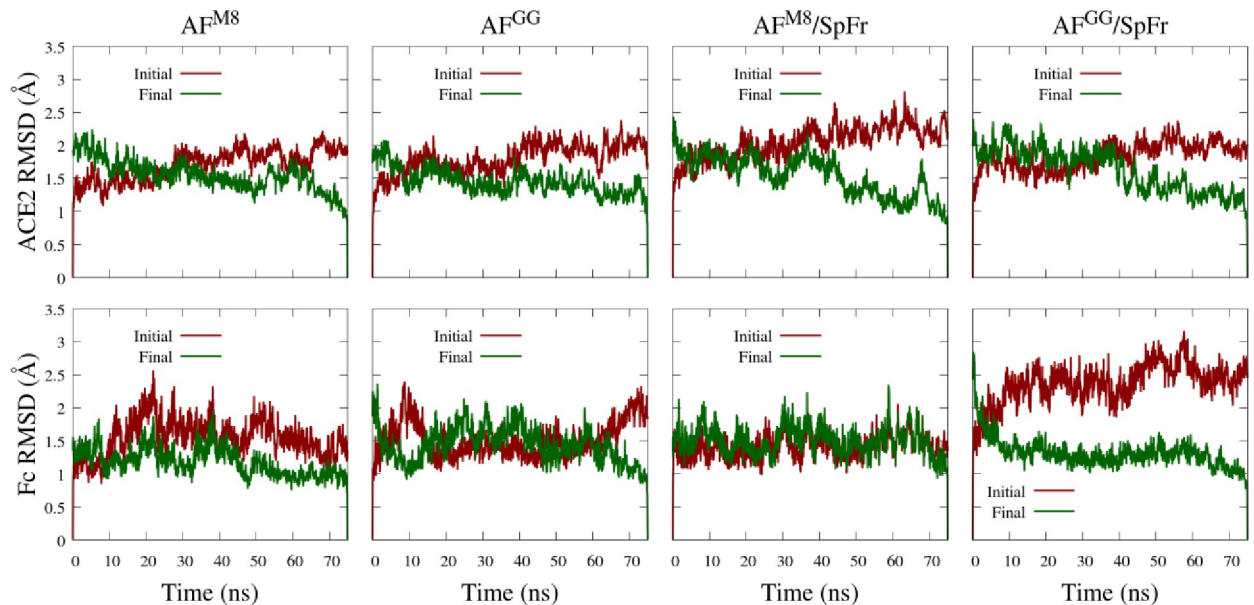 AF^M8 AF^GG AF^M8/SpFr AF^GG/SpFr
ACE2 RMSD (Å)
3.5
3
2.5
2
1.5
1
0.5
0
Initial
Final
Initial
Final
Initial
Final
Initial
Final
Fc RMSD (Å)
3.5
3
2.5
2
1.5
1
0.5
0
Initial
Final
Initial
Final
Initial
Final
Initial
Final
0 10 20 30 40 50 60 70
0 10 20 30 40 50 60 70
0 10 20 30 40 50 60 70
0 10 20 30 40 50 60 70
Time (ns) Time (ns) Time (ns) Time (ns)